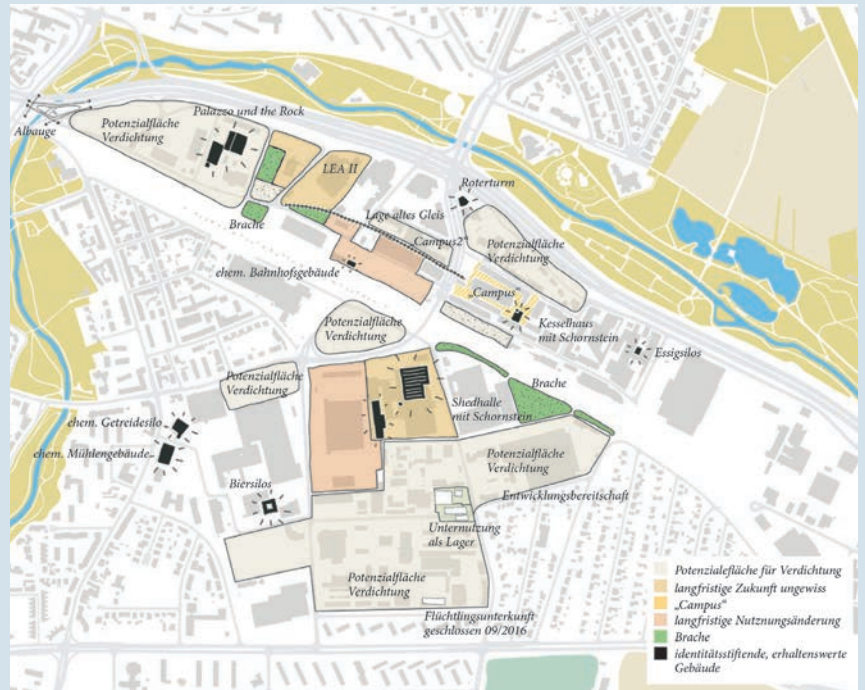 Palazzo und the Rock
Albauge
Potenzialfläche
Verdichtung
LEA II
Roterturm
Lage altes Gleis
Brache
„Campus2“
Potenzialfläche
Verdichtung
ehem. Bahnhofsgebäude
„Campus“
Kesselhaus
mit Schornstein
Potenzialfläche
Verdichtung
Essigsilos
Potenzialfläche
Verdichtung
Brache
Shedhalle
mit Schornstein
ehem. Getreidesilo
ehem. Mühlengebäude
Potenzialfläche
Verdichtung
Biersilos
Entwicklungsbereitschaft
Unternutzung
als Lager
Potenzialfläche
Verdichtung
Flüchtlingsunterkunft
geschlossen 09/2016
Potenzialefläche für Verdichtung
langfristige Zukunft ungewiss
„Campus“
langfristige Nutznungsänderung
Brache
identitätsstiftende, erhaltenswerte
Gebäude